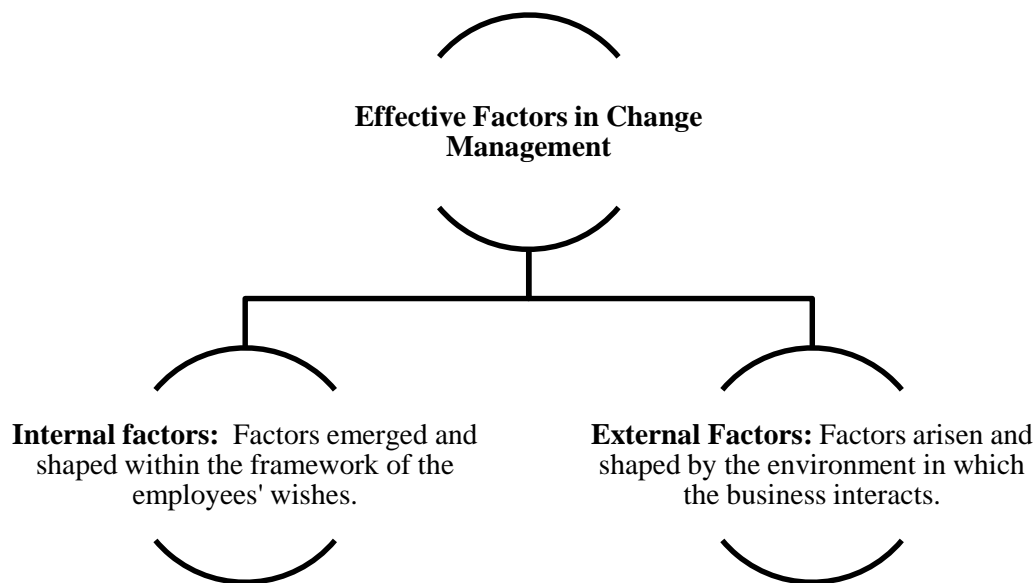 Effective Factors in Change
Management
Internal factors:  Factors emerged and
shaped within the framework of the
employees' wishes.
External Factors: Factors arisen and
shaped by the environment in which
the business interacts.